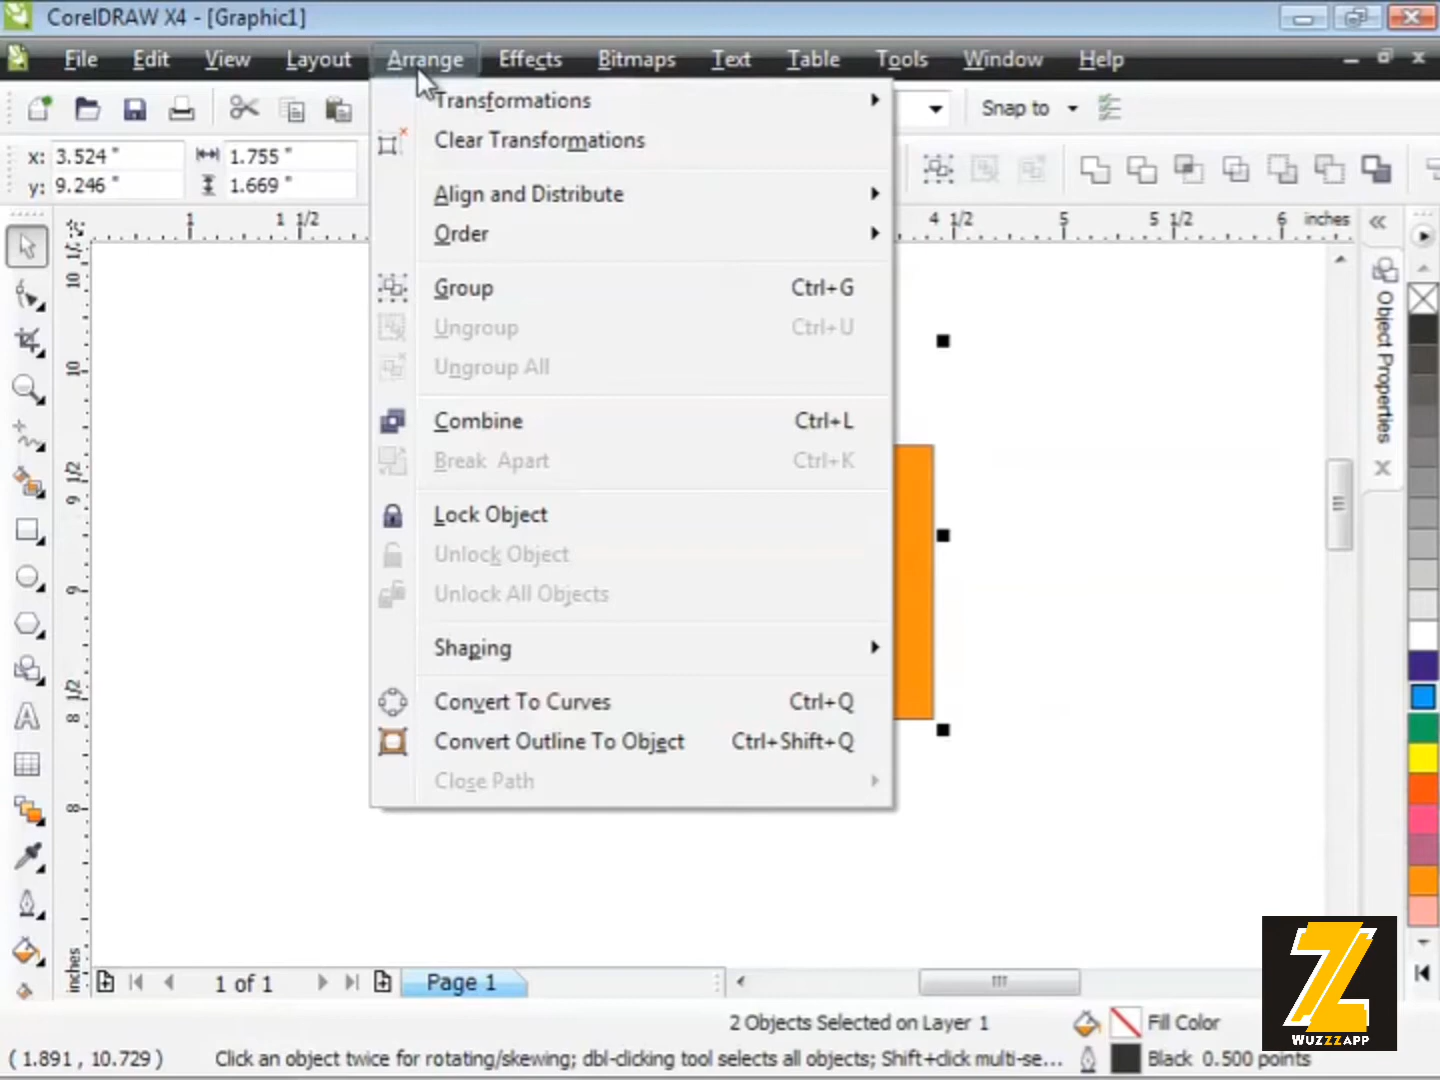 CorelDRAW X4 - [Graphic1]
File Edit View Layout Arrange Effects Bitmaps Text Table Tools Window Help
Snap to
x: 3.524 "
1.755 "
y: 9.246 "
1.669 "
Transformations
Clear Transformations
Align and Distribute
Order
Group Ctrl+G
Ungroup Ctrl+U
Ungroup All
Combine Ctrl+L
Break Apart Ctrl+K
Lock Object
Unlock Object
Unlock All Objects
Shaping
Convert To Curves Ctrl+Q
Convert Outline To Object Ctrl+Shift+Q
Close Path
1 1 1/2 4 1/2 5 5 1/2 6 inches
10
9 1/2
9
8 1/2
8
inches
Object Properties
1 of 1
Page 1
2 Objects Selected on Layer 1
Fill Color
( 1.891 , 10.729 )
Click an object twice for rotating/skewing; dbl-clicking tool selects all objects; Shift+click multi-se...
Black 0.500 points
WUZZZAPP